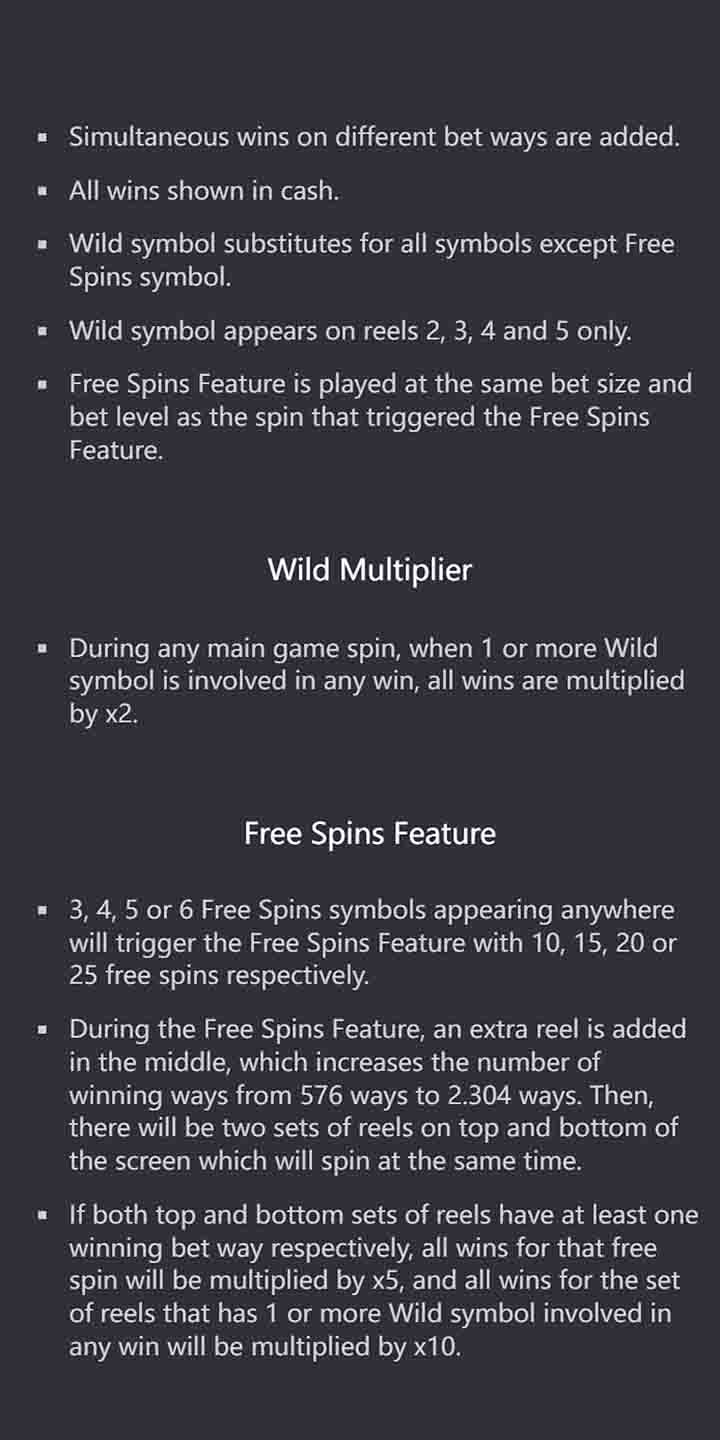 ▪ Simultaneous wins on different bet ways are added.
▪ All wins shown in cash.
▪ Wild symbol substitutes for all symbols except Free
Spins symbol.
▪ Wild symbol appears on reels 2, 3, 4 and 5 only.
▪ Free Spins Feature is played at the same bet size and
bet level as the spin that triggered the Free Spins
Feature.
Wild Multiplier
▪ During any main game spin, when 1 or more Wild
symbol is involved in any win, all wins are multiplied
by x2.
Free Spins Feature
▪ 3, 4, 5 or 6 Free Spins symbols appearing anywhere
will trigger the Free Spins Feature with 10, 15, 20 or
25 free spins respectively.
▪ During the Free Spins Feature, an extra reel is added
in the middle, which increases the number of
winning ways from 576 ways to 2.304 ways. Then,
there will be two sets of reels on top and bottom of
the screen which will spin at the same time.
▪ If both top and bottom sets of reels have at least one
winning bet way respectively, all wins for that free
spin will be multiplied by x5, and all wins for the set
of reels that has 1 or more Wild symbol involved in
any win will be multiplied by x10.